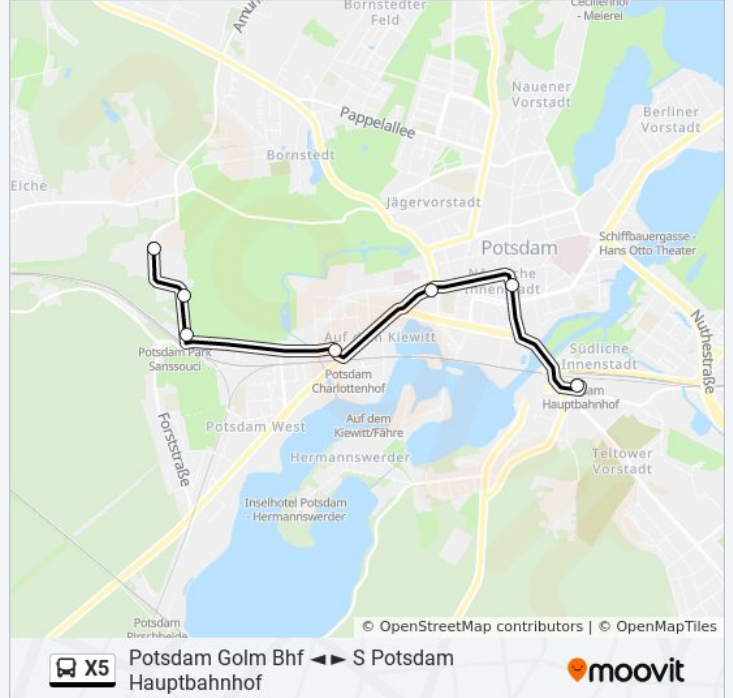 Cecilienhof
- Meierei
Bornstedter
Feld
Nauener
Vorstadt
Pappelallee
Berliner
Vorstadt
Bornstedt
Eiche
Jägervorstadt
Potsdam
Schiffbauergasse -
Hans Otto Theater
Auf dem Kiewitt
Nuthestraße
Potsdam Park
Sanssouci
Südliche
Innenstadt
Potsdam
Charlottenhof
Hauptbahnhof
Forststraße
Potsdam West
Auf dem
Kiewitt/Fähre
Hermannswerder
Teltower
Vorstadt
Inselhotel Potsdam
- Hermannswerder
Potsdam
Pirschheide
© OpenStreetMap contributors | © OpenMapTiles
X5
Potsdam Golm Bhf ◄► S Potsdam
Hauptbahnhof
moovit